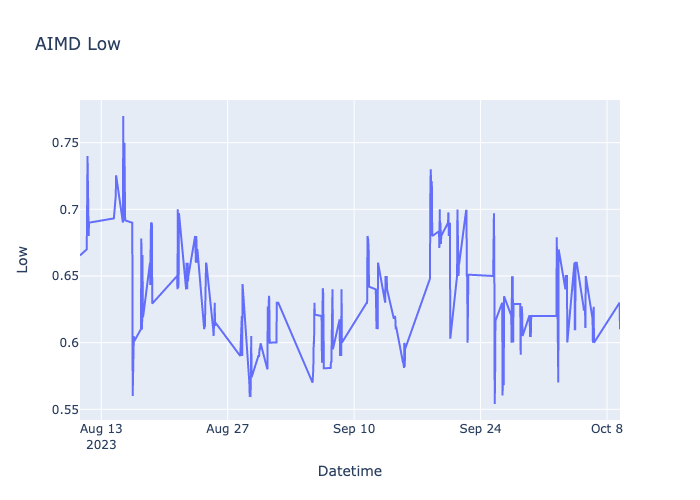 AIMD Low
0.75
0.7
0.65
0.6
0.55
Low
Aug 13
2023
Aug 27
Sep 10
Sep 24
Oct 8
Datetime